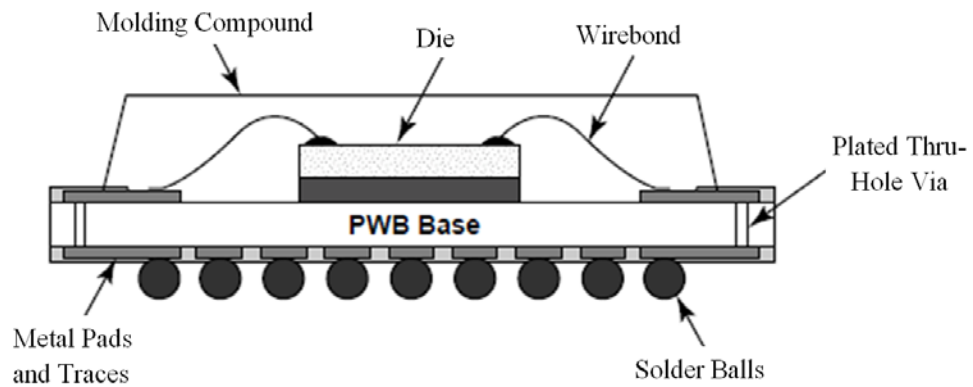 Molding Compound
Die
Wirebond
Plated Thru-
Hole Via
PWB Base
Metal Pads
and Traces
Solder Balls